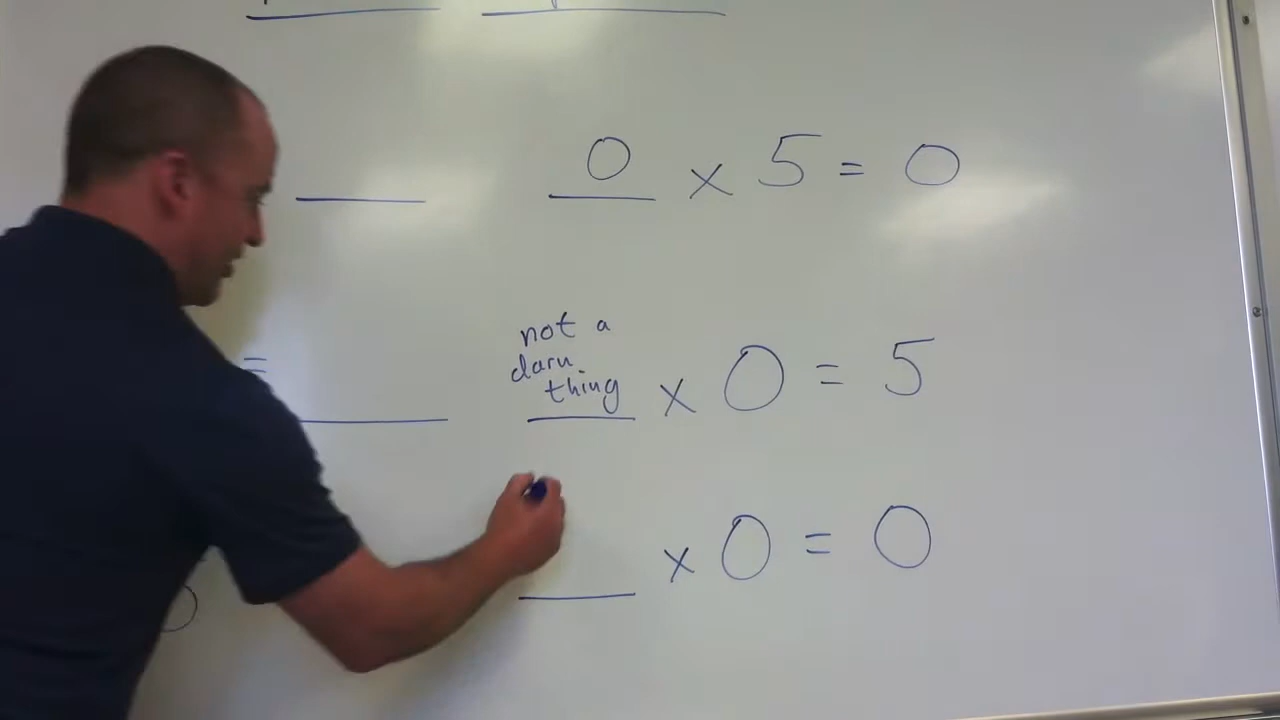 0 × 5 = 0
not a
darn
thing × 0 = 5
=
× 0 = 0